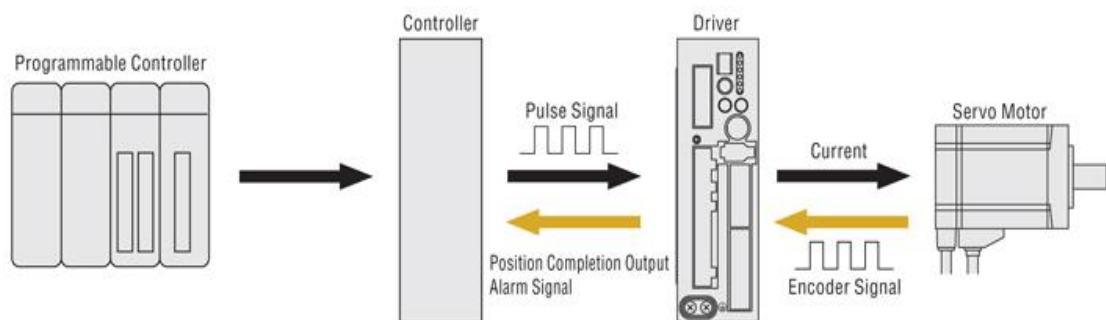 Controller
Driver
Programmable Controller
Pulse Signal
Servo Motor
Current
Position Completion Output
Alarm Signal
Encoder Signal